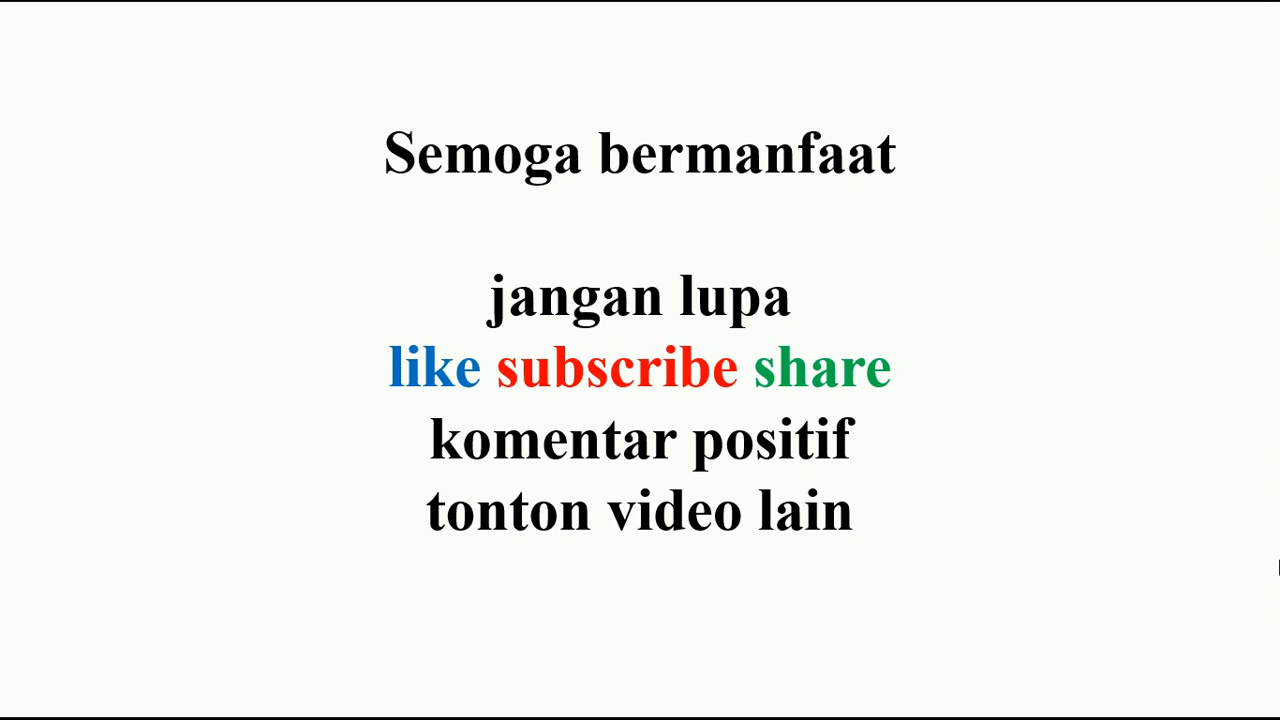 Semoga bermanfaat
jangan lupa
like subscribe share
komentar positif
tonton video lain